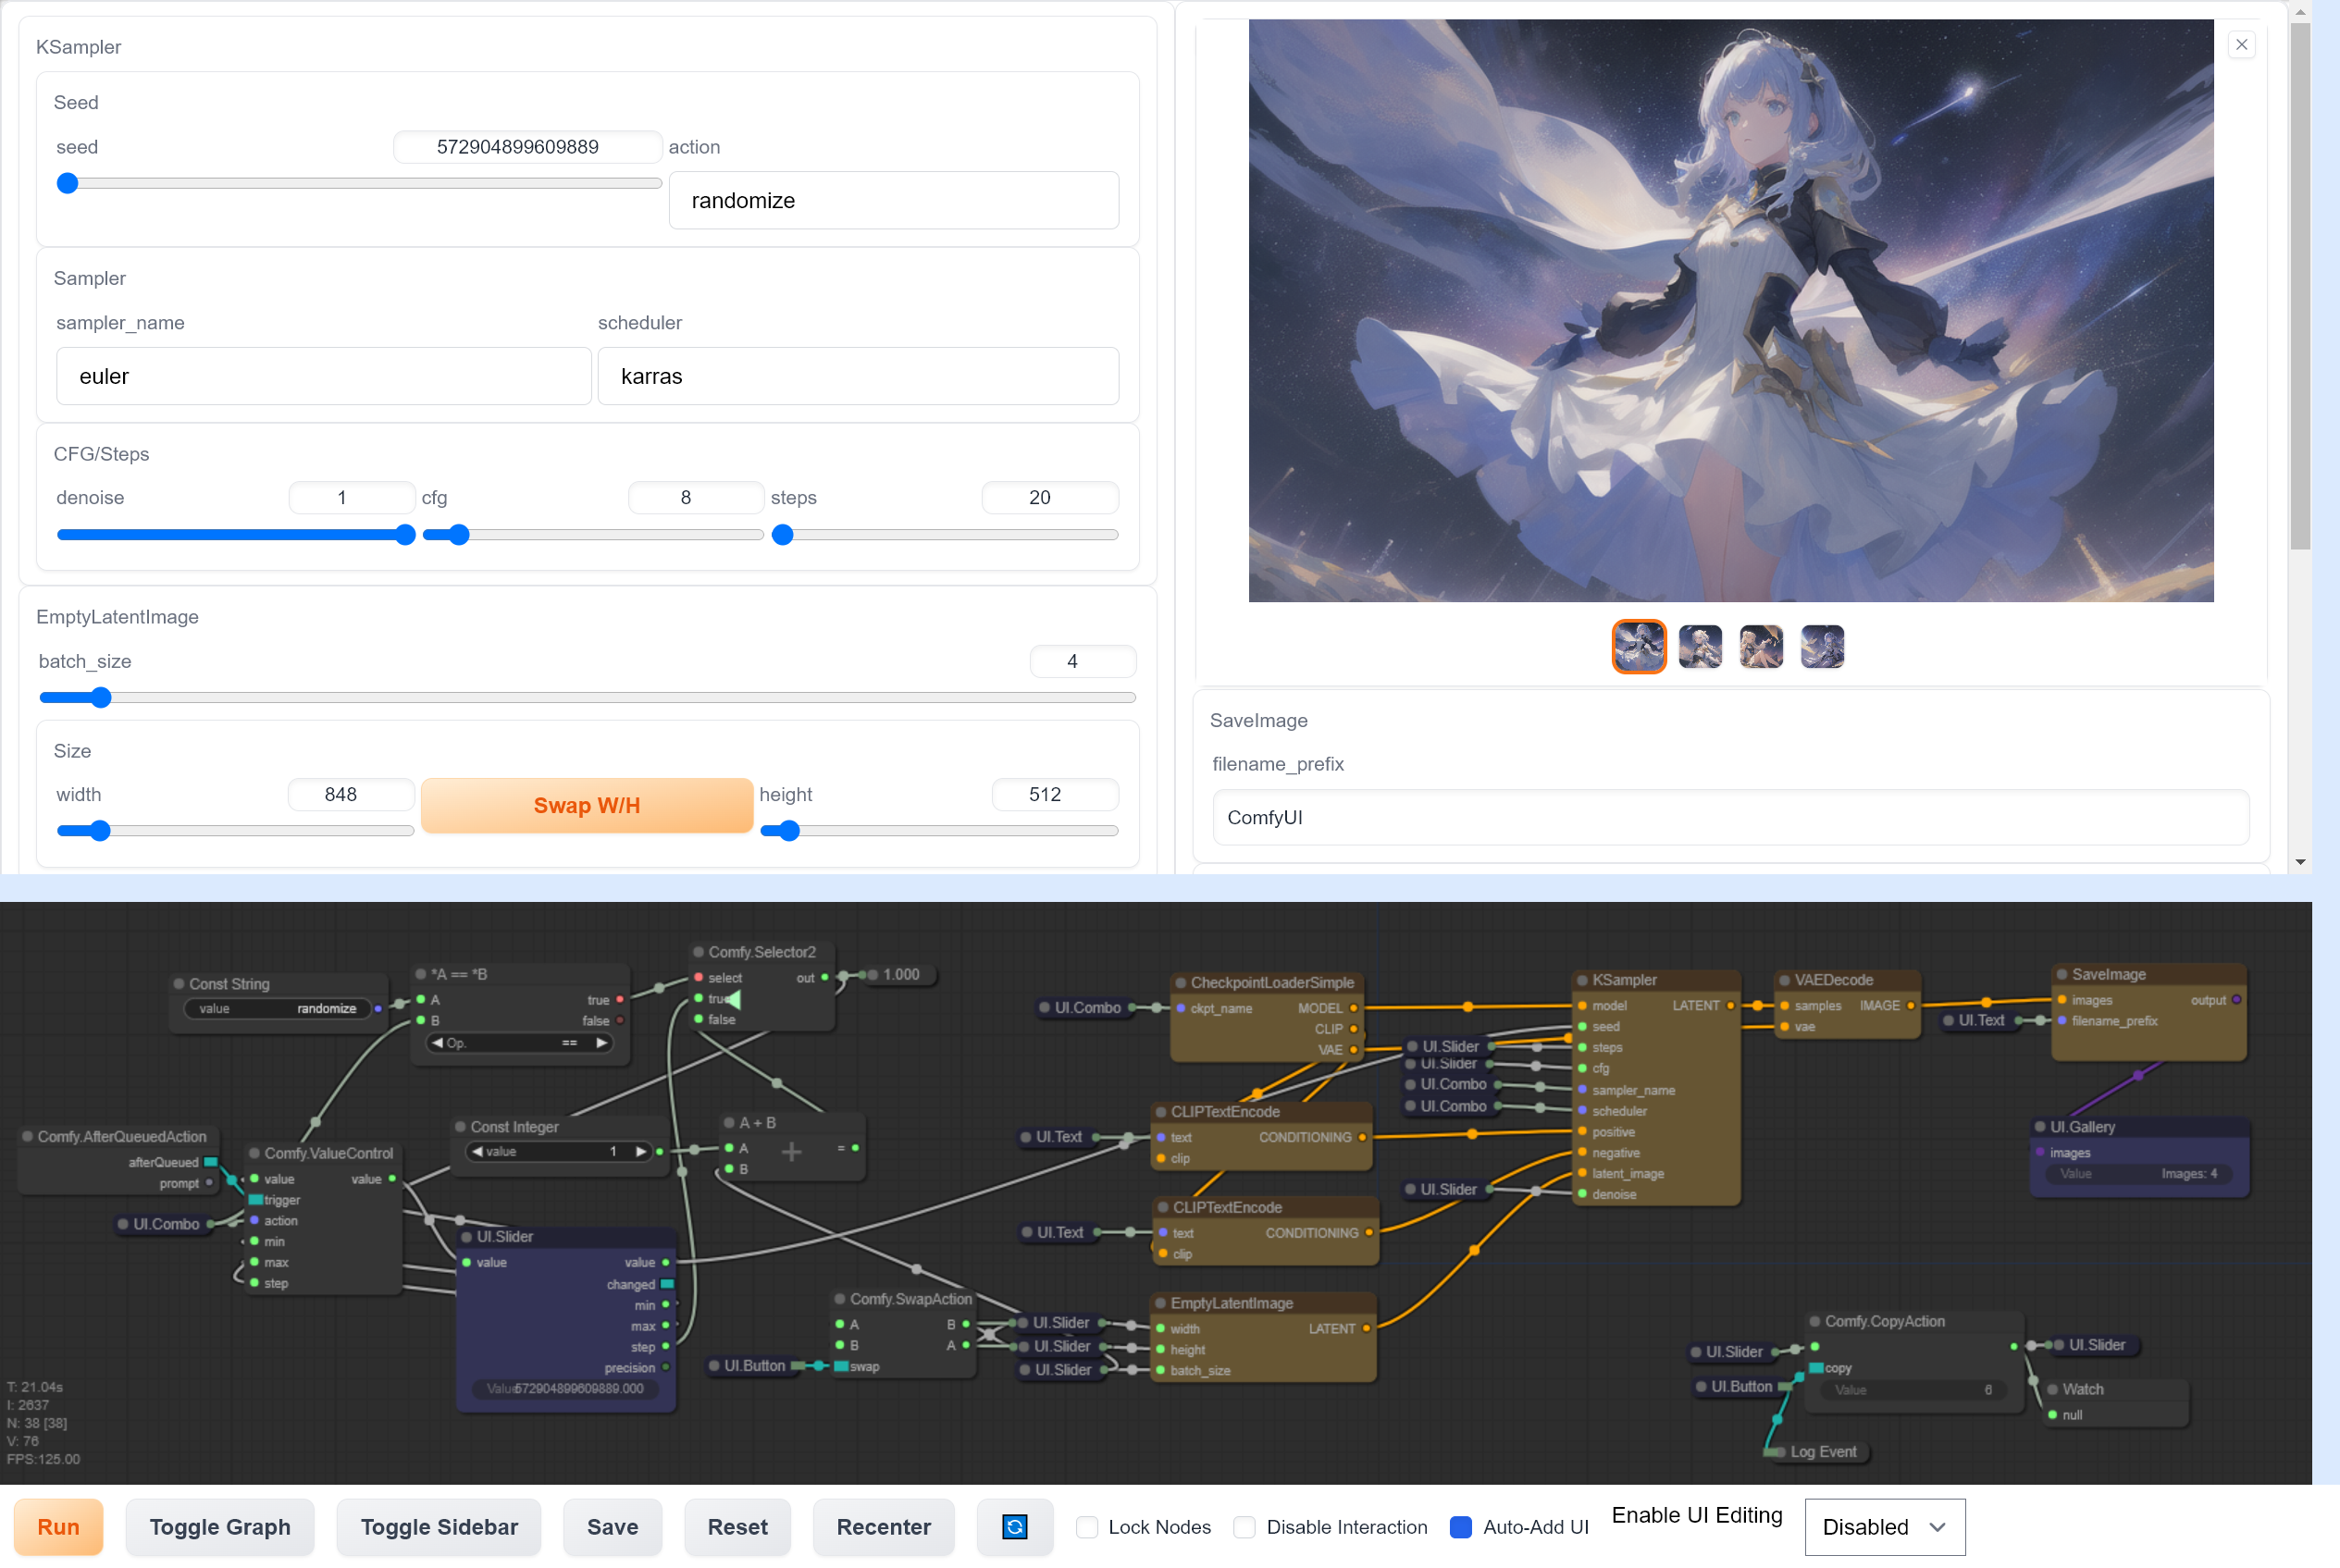 KSampler
Seed
seed 572904899609889 action
randomize
Sampler
sampler_name scheduler
euler karras
CFG/Steps
denoise 1 cfg 8 steps 20
EmptyLatentImage
batch_size 4
Size
width 848 Swap W/H height 512
SaveImage
filename_prefix
ComfyUI
Const String
value randomize
*A == *B
A true
B false
Op. ==
Comfy.Selector2
select out
true
false
1.000
Comfy.AfterQueuedAction
afterQueued
prompt
UI.Combo
Comfy.ValueControl
value value
trigger
action
min
max
step
Const Integer
value 1
A + B
A =
B
UI.Slider
value value
changed
min
max
step
precision
572904899609889.000
Comfy.SwapAction
A B
B A
swap
UI.Button
UI.Slider
UI.Slider
UI.Slider
UI.Combo
CheckpointLoaderSimple
ckpt_name MODEL
CLIP
VAE
UI.Text
CLIPTextEncode
text CONDITIONING
clip
UI.Text
CLIPTextEncode
text CONDITIONING
clip
EmptyLatentImage
width LATENT
height
batch_size
UI.Slider
UI.Slider
UI.Combo
UI.Combo
UI.Slider
KSampler
model LATENT
seed
steps
cfg
sampler_name
scheduler
positive
negative
latent_image
denoise
VAEDecode
samples IMAGE
vae
UI.Text
SaveImage
images output
filename_prefix
UI.Gallery
images
Value Images: 4
Comfy.CopyAction
copy
Value 6
UI.Slider
UI.Button
UI.Slider
Watch
null
Log Event
T: 21.04s
I: 2637
N: 38 [38]
V: 76
FPS:125.00
Run Toggle Graph Toggle Sidebar Save Reset Recenter Lock Nodes Disable Interaction Auto-Add UI Enable UI Editing Disabled